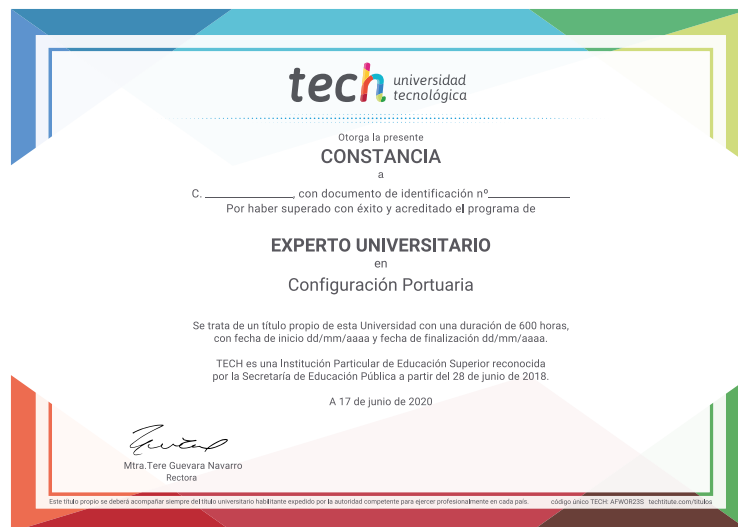 tech universidad
tecnológica
Otorga la presente
CONSTANCIA
a
C. ______________, con documento de identificación nº_____________
Por haber superado con éxito y acreditado el programa de
EXPERTO UNIVERSITARIO
en
Configuración Portuaria
Se trata de un título propio de esta Universidad con una duración de 600 horas,
con fecha de inicio dd/mm/aaaa y fecha de finalización dd/mm/aaaa.
TECH es una Institución Particular de Educación Superior reconocida
por la Secretaría de Educación Pública a partir del 28 de junio de 2018.
A 17 de junio de 2020
Mtra.Tere Guevara Navarro
Rectora
Este título propio se deberá acompañar siempre del título universitario habilitante expedido por la autoridad competente para ejercer profesionalmente en cada país. código único TECH: AFWOR23S techtitute.com/titulos